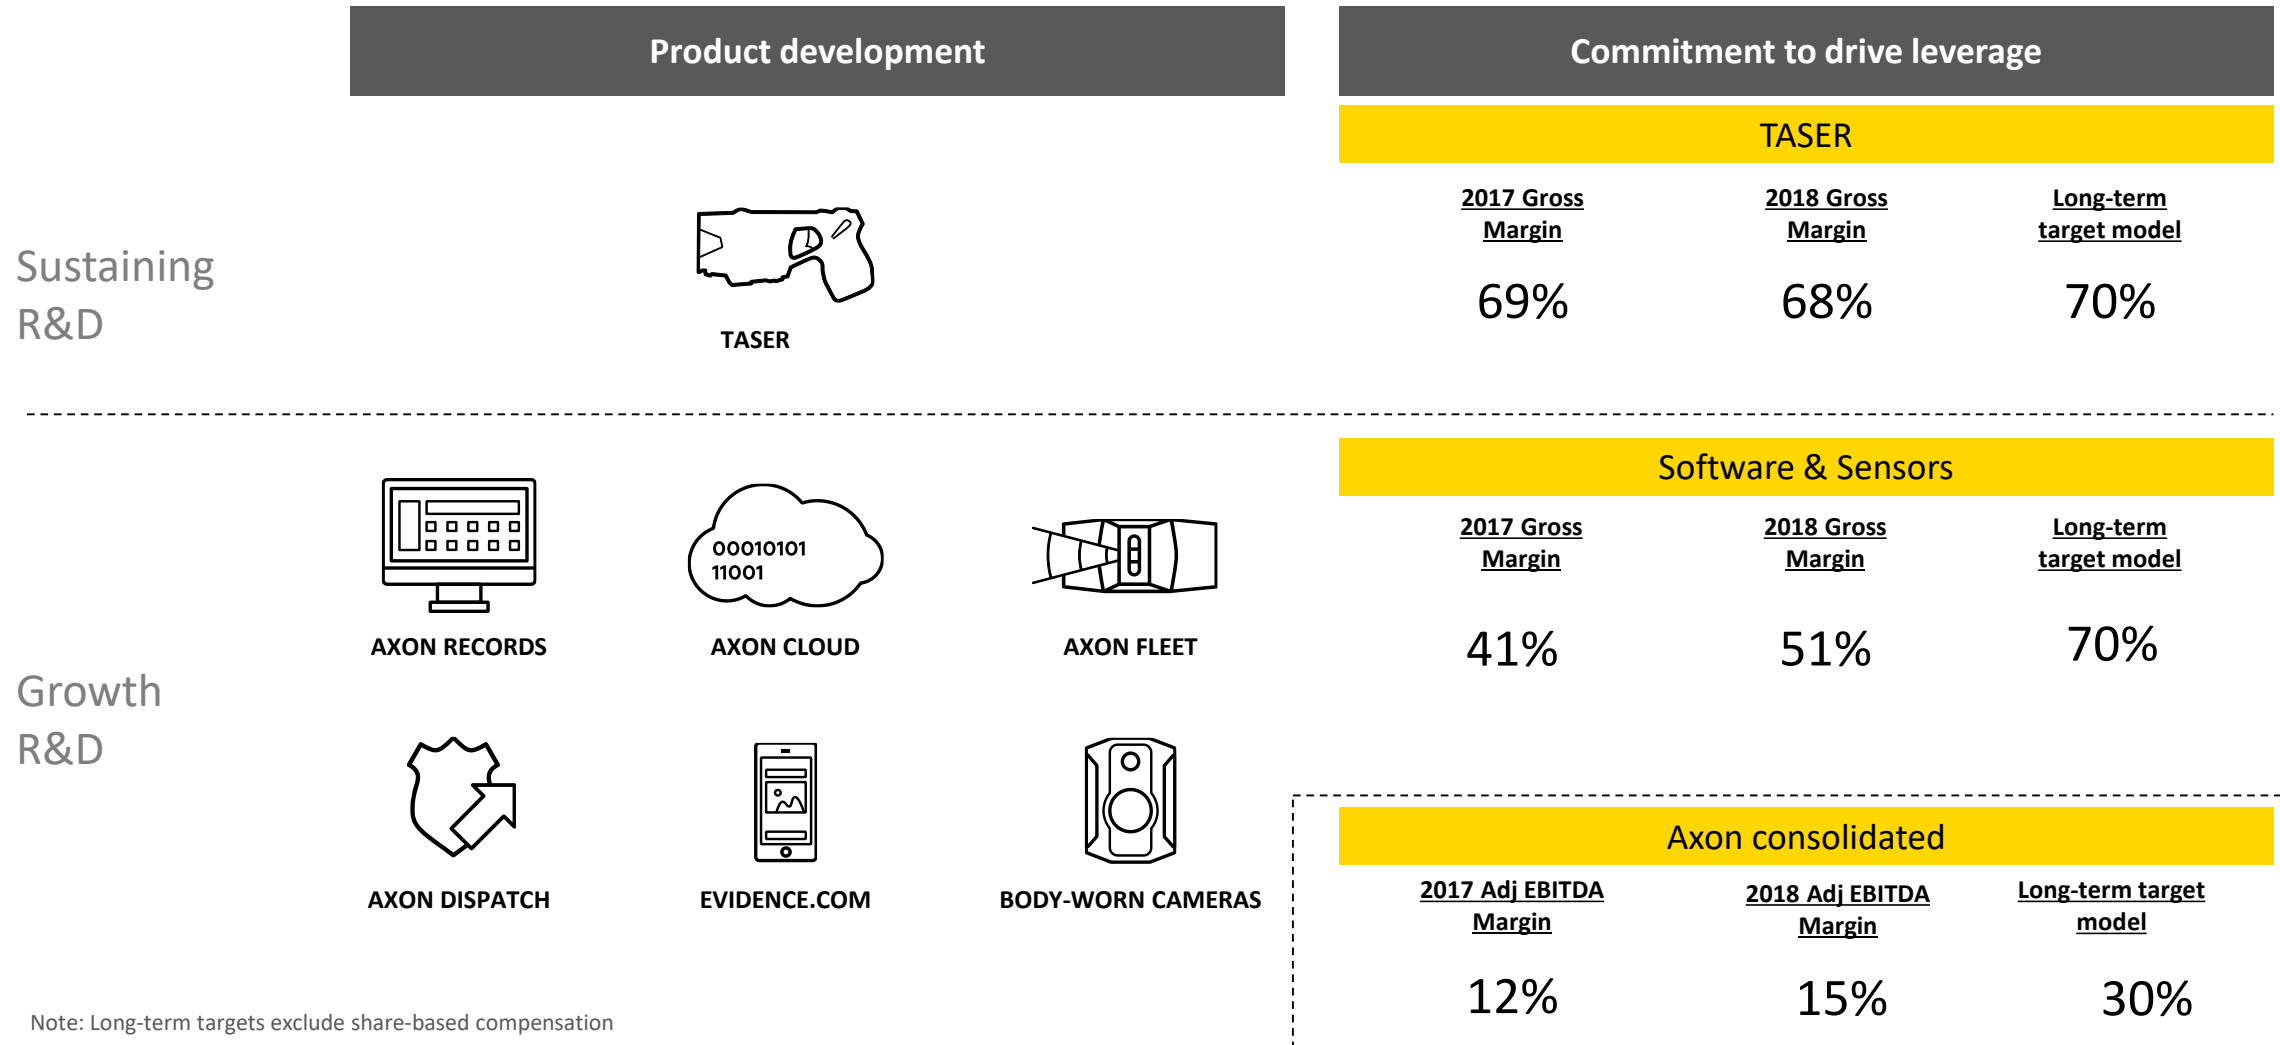 Product development
Commitment to drive leverage
Sustaining
R&D
TASER
TASER
2017 Gross
Margin
2018 Gross
Margin
Long-term
target model
69%
68%
70%
Growth
R&D
00010101
11001
AXON RECORDS
AXON CLOUD
AXON FLEET
AXON DISPATCH
EVIDENCE.COM
BODY-WORN CAMERAS
Software & Sensors
2017 Gross
Margin
2018 Gross
Margin
Long-term
target model
41%
51%
70%
Axon consolidated
2017 Adj EBITDA
Margin
2018 Adj EBITDA
Margin
Long-term target
model
12%
15%
30%
Note: Long-term targets exclude share-based compensation